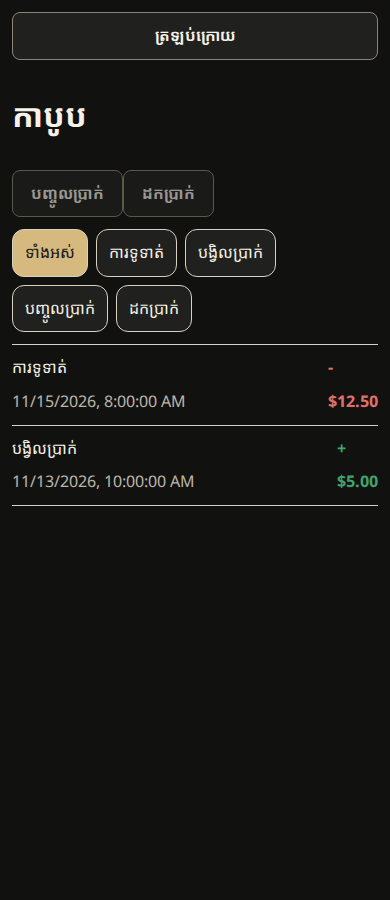 ត្រឡប់ក្រោយ
កាបូប
បញ្ចូលប្រាក់ ដកប្រាក់
ទាំងអស់ ការទូទាត់ បង្វិលប្រាក់
បញ្ចូលប្រាក់ ដកប្រាក់
ការទូទាត់ -
11/15/2026, 8:00:00 AM $12.50
បង្វិលប្រាក់ +
11/13/2026, 10:00:00 AM $5.00